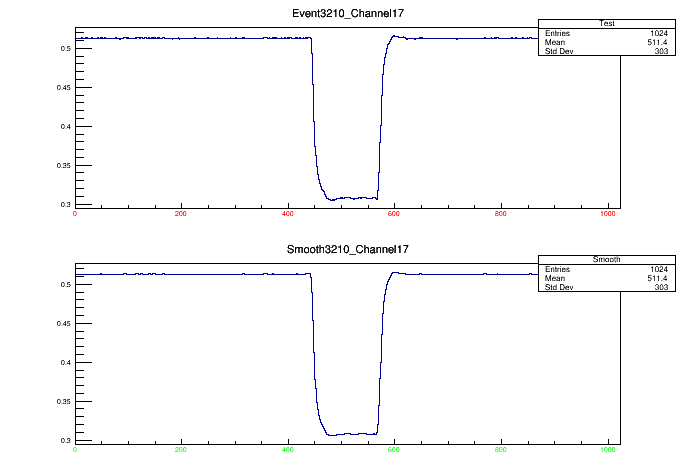 Event3210_Channel17
Test
Entries 1024
Mean 511.4
Std Dev 303
0.5
0.45
0.4
0.35
0.3
0 200 400 600 800 1000
Smooth3210_Channel17
Smooth
Entries 1024
Mean 511.4
Std Dev 303
0.5
0.45
0.4
0.35
0.3
0 200 400 600 800 1000